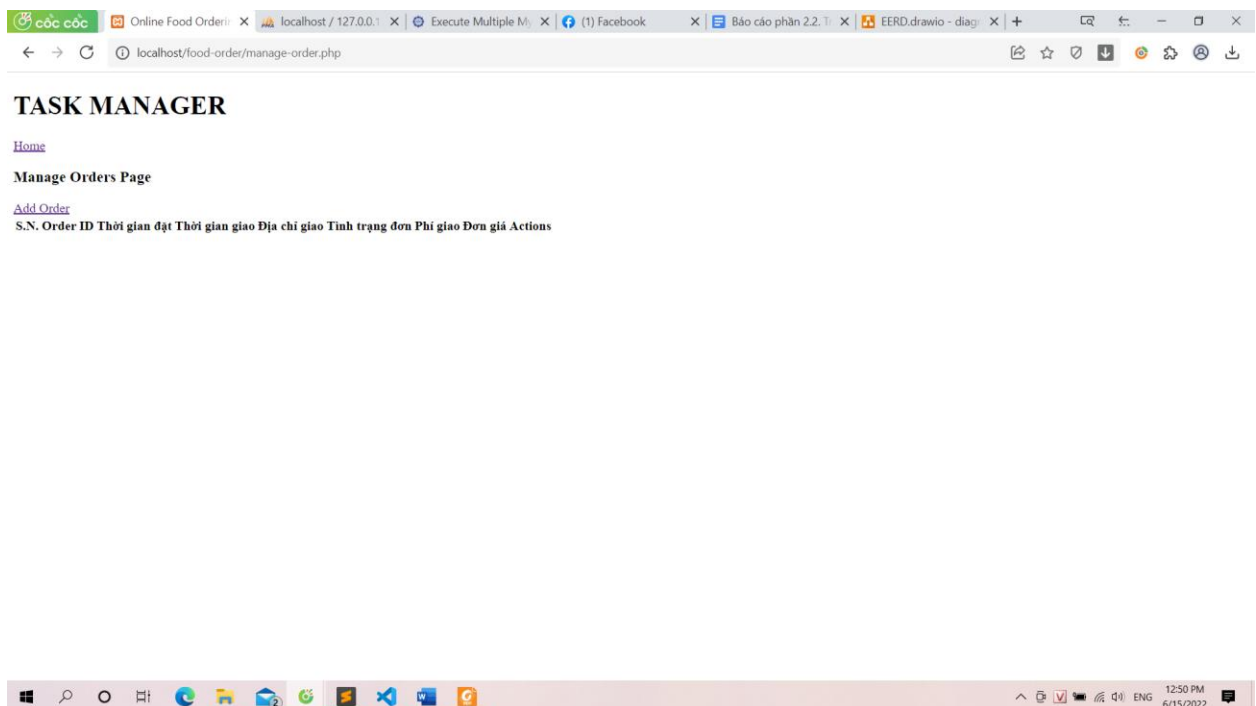 cốc cốc Online Food Orderin localhost / 127.0.0.1 Execute Multiple My (1) Facebook Báo cáo phần 2.2. EERD.drawio - diag
localhost/food-order/manage-order.php
TASK MANAGER
Home
Manage Orders Page
Add Order
S.N. Order ID Thời gian đặt Thời gian giao Địa chỉ giao Tình trạng đơn Phí giao Đơn giá Actions
ENG 12:50 PM
6/15/2022